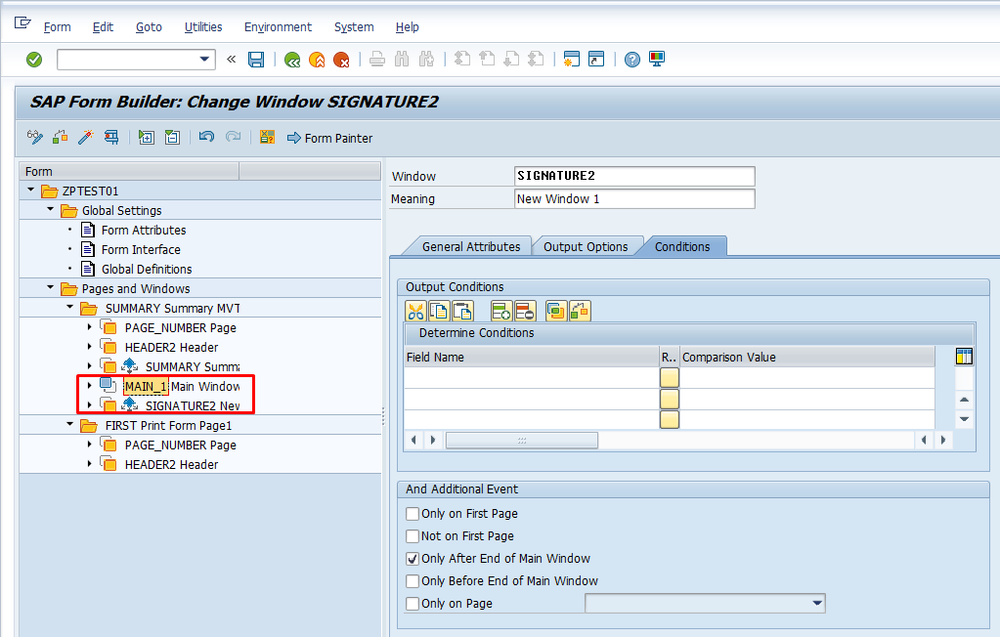 Form Edit Goto Utilities Environment System Help
SAP Form Builder: Change Window SIGNATURE2
Form Painter
Form
Window SIGNATURE2
ZPTEST01
Meaning New Window 1
Global Settings
Form Attributes
Form Interface
Global Definitions
Pages and Windows
SUMMARY Summary MVT
PAGE_NUMBER Page
HEADER2 Header
SUMMARY Summa
MAIN_1 Main Window
SIGNATURE2 New
FIRST Print Form Page1
PAGE_NUMBER Page
HEADER2 Header
General Attributes Output Options Conditions
Output Conditions
Determine Conditions
Field Name R.. Comparison Value
And Additional Event
Only on First Page
Not on First Page
Only After End of Main Window
Only Before End of Main Window
Only on Page